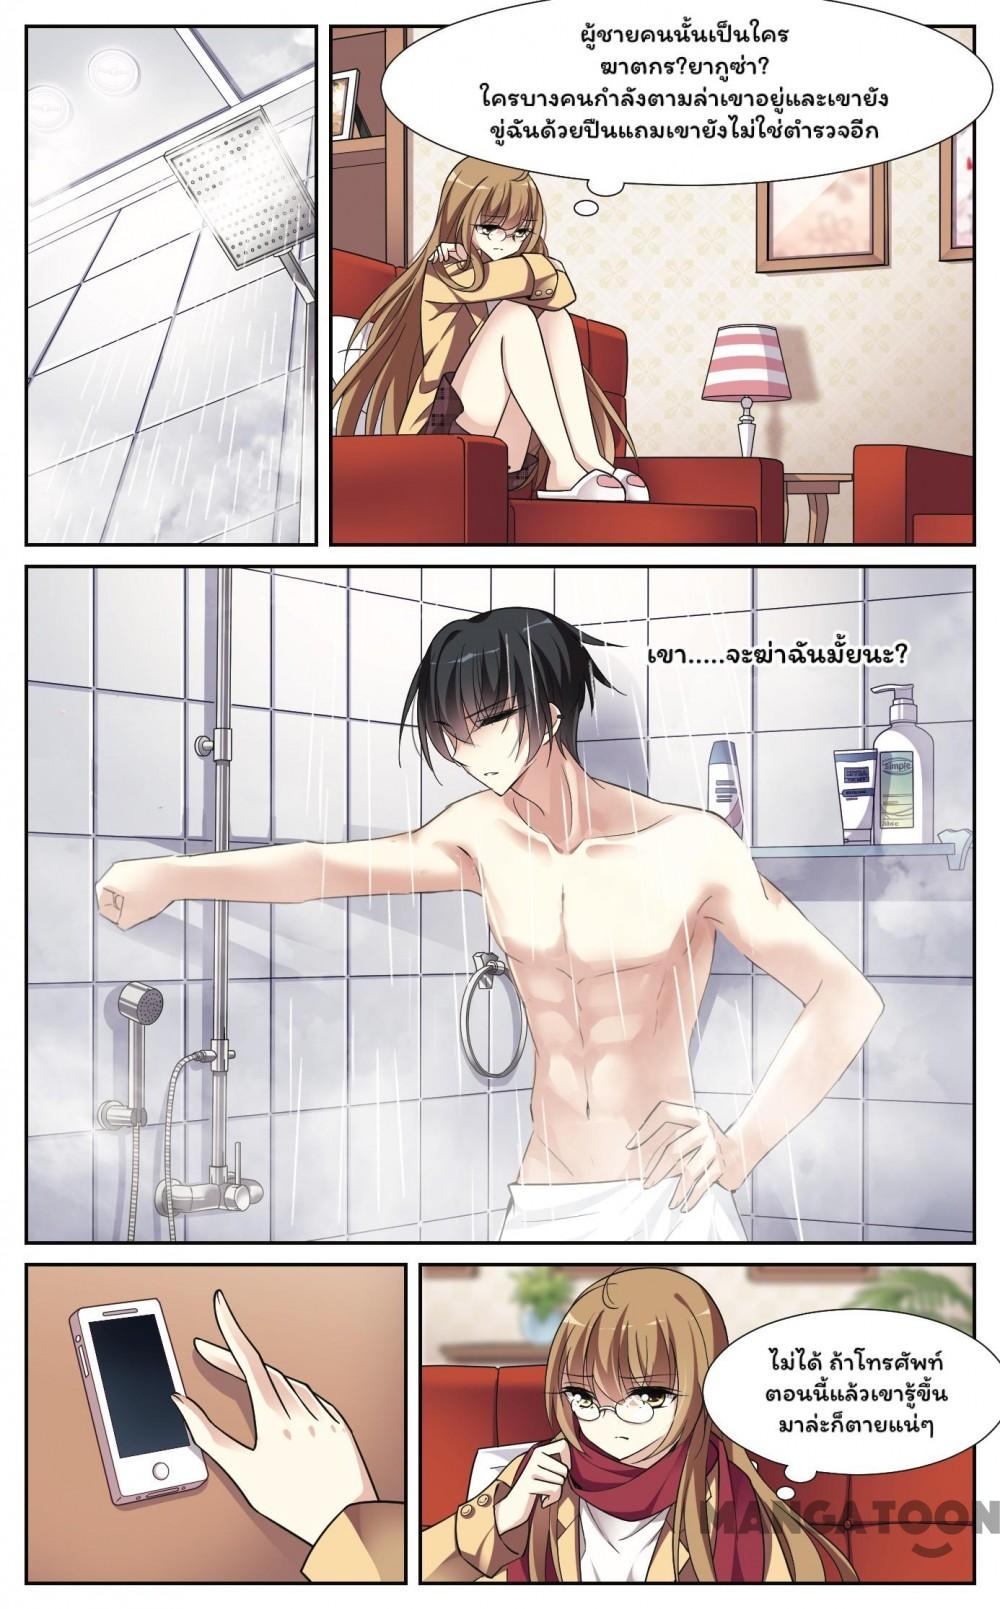 ผู้ชายคนนั้นเป็นใคร
ฆาตกร?ยากูซ่า?
ใครบางคนกำลังตามล่าเขาอยู่และเขายัง
ขู่ฉันด้วยปืนแถมเขายังไม่ใช่ตำรวจอีก
เขา.....จะฆ่าฉันมั้ยนะ?
simple
ไม่ได้ ถ้าโทรศัพท์
ตอนนี้แล้วเขารู้ขึ้น
มาล่ะก็ตายแน่ๆ
MANGATOON